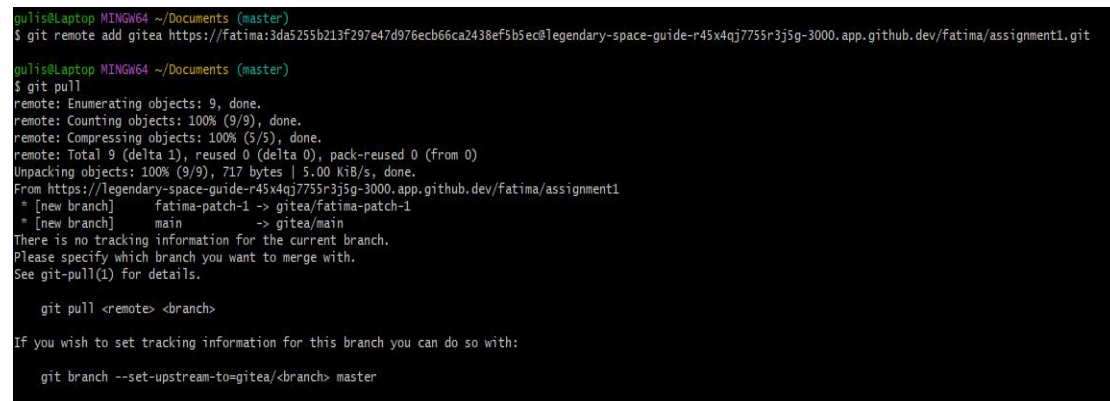 gulis@Laptop MINGW64 ~/Documents (master)
$ git remote add gitea https://fatima:3da5255b213f297e47d976ecb66ca2438ef5b5ec@legendary-space-guide-r45x4qj7755r3j5g-3000.app.github.dev/fatima/assignment1.git
gulis@Laptop MINGW64 ~/Documents (master)
$ git pull
remote: Enumerating objects: 9, done.
remote: Counting objects: 100% (9/9), done.
remote: Compressing objects: 100% (5/5), done.
remote: Total 9 (delta 1), reused 0 (delta 0), pack-reused 0 (from 0)
Unpacking objects: 100% (9/9), 717 bytes | 5.00 KiB/s, done.
From https://legendary-space-guide-r45x4qj7755r3j5g-3000.app.github.dev/fatima/assignment1
 * [new branch]      fatima-patch-1 -> gitea/fatima-patch-1
 * [new branch]      main           -> gitea/main
There is no tracking information for the current branch.
Please specify which branch you want to merge with.
See git-pull(1) for details.
    git pull <remote> <branch>
If you wish to set tracking information for this branch you can do so with:
    git branch --set-upstream-to=gitea/<branch> master